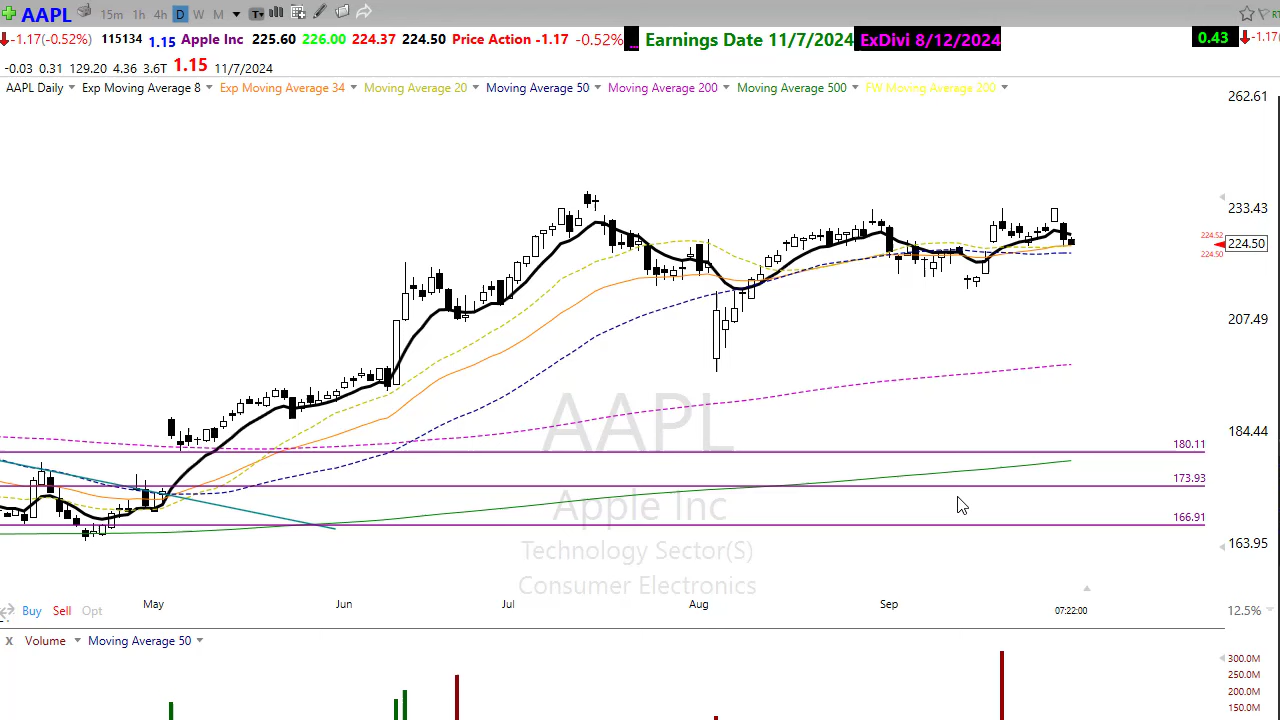 AAPL 15m 1h 4h D W M T
-1.17(-0.52%) 115134 1.15 Apple Inc 225.60 226.00 224.37 224.50 Price Action -1.17 -0.52% ... Earnings Date 11/7/2024 ExDivi 8/12/2024 0.43 -1.17(
-0.03 0.31 129.20 4.36 3.6T 1.15 11/7/2024
AAPL Daily Exp Moving Average 8 Exp Moving Average 34 Moving Average 20 Moving Average 50 Moving Average 200 Moving Average 500 FW Moving Average 200
262.61
233.43
224.52
224.50
224.50
207.49
AAPL
184.44
180.11
173.93
Apple Inc
166.91
163.95
Technology Sector(S)
Consumer Electronics
May Jun Jul Aug Sep 07:22:00
Buy Sell Opt 12.5%
X Volume Moving Average 50
300.0M
250.0M
200.0M
150.0M